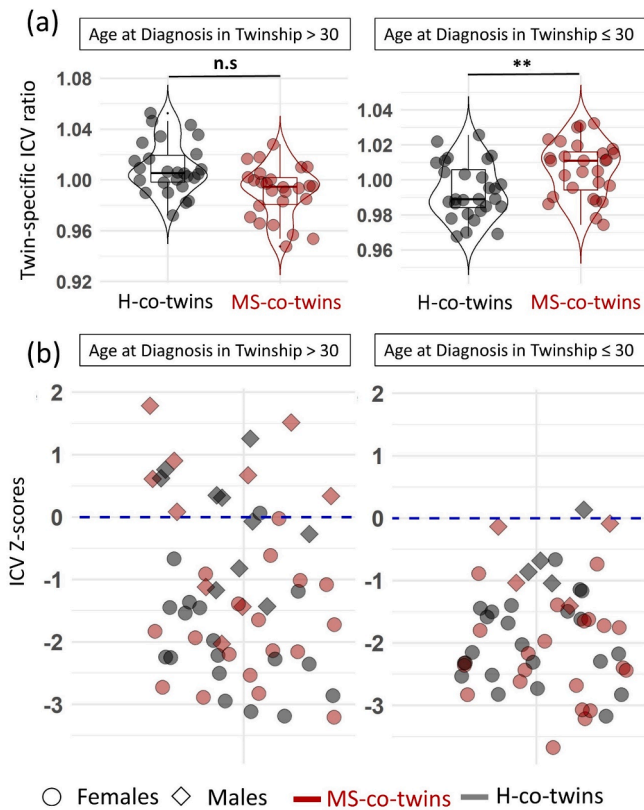 (a)
Age at Diagnosis in Twinship > 30
Age at Diagnosis in Twinship ≤ 30
n.s
**
Twin-specific ICV ratio
1.08
1.04
1.00
0.96
0.92
1.04
1.02
1.00
0.98
0.96
H-co-twins
MS-co-twins
H-co-twins
MS-co-twins
(b)
Age at Diagnosis in Twinship > 30
Age at Diagnosis in Twinship ≤ 30
ICV Z-scores
2
1
0
-1
-2
-3
2
1
0
-1
-2
-3
Females
Males
MS-co-twins
H-co-twins